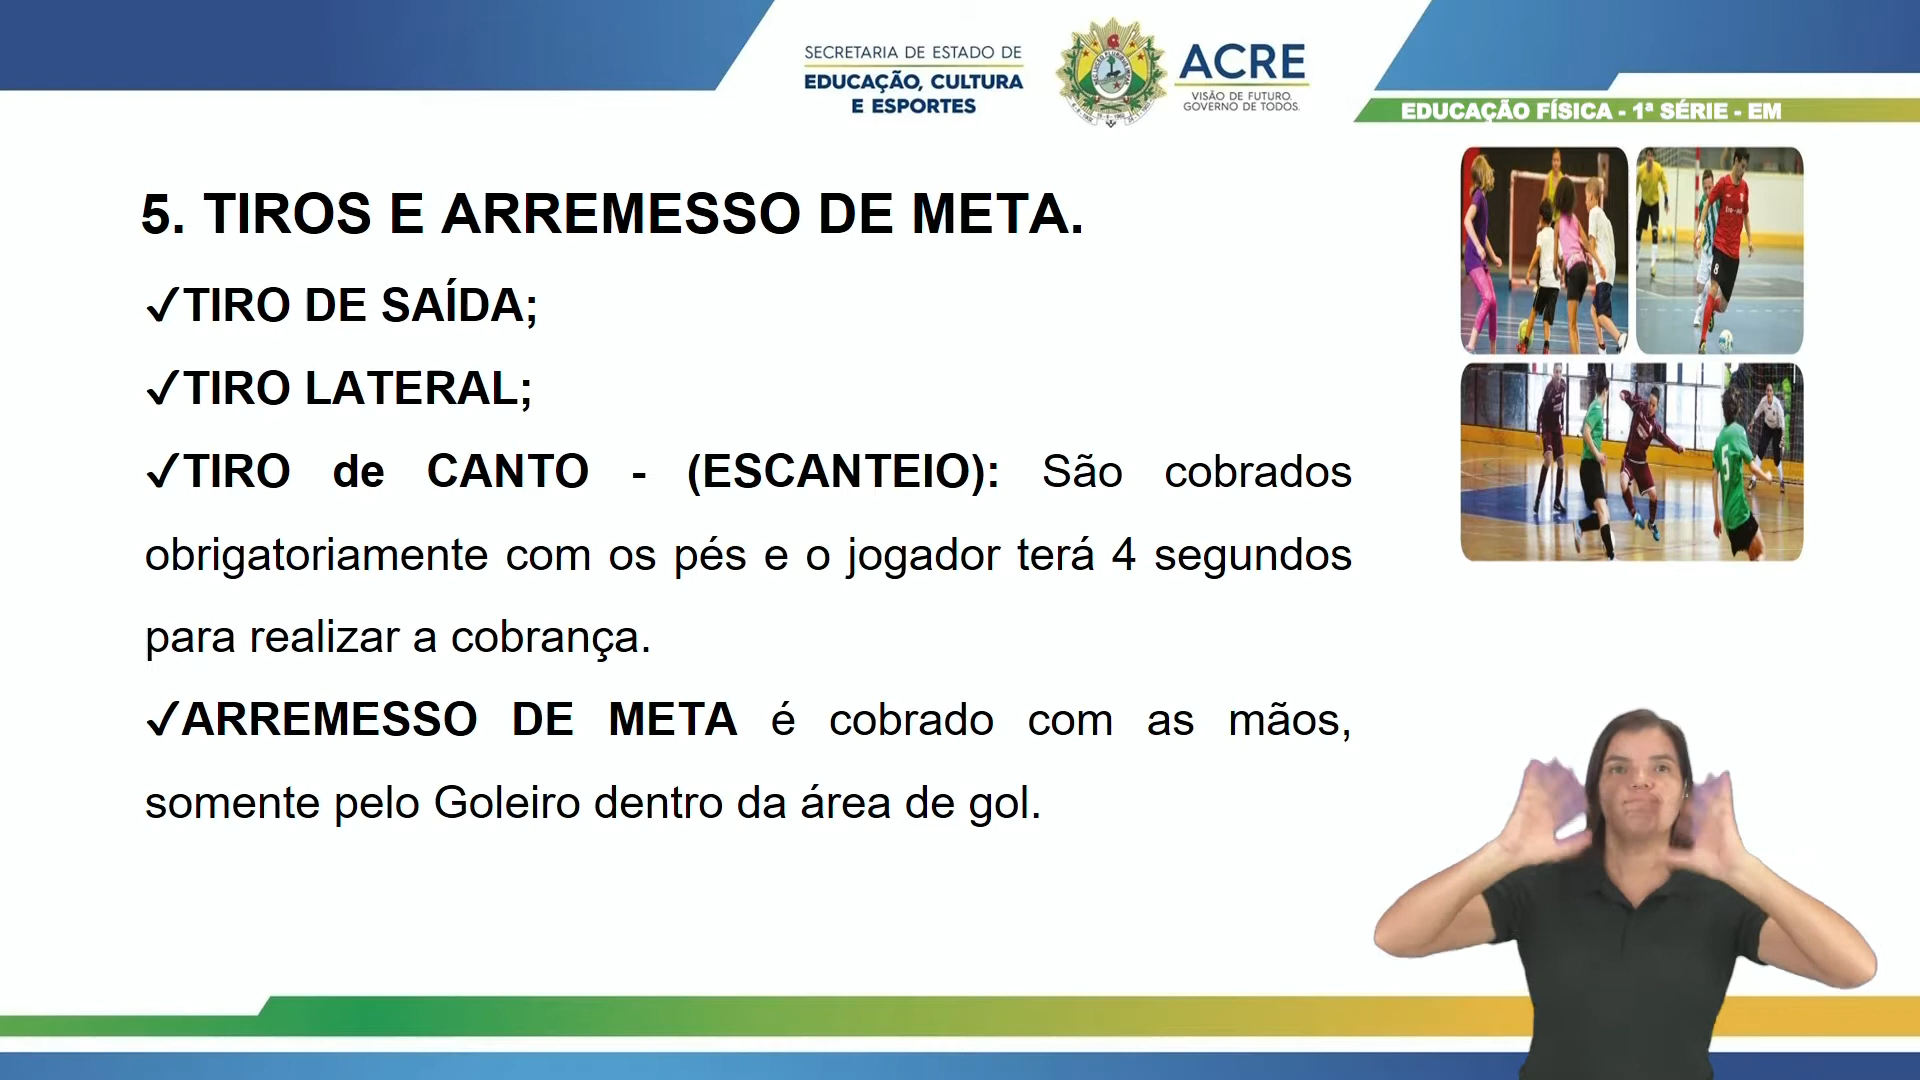 SECRETARIA DE ESTADO DE
EDUCAÇÃO, CULTURA
E ESPORTES
ACRE
VISÃO DE FUTURO.
GOVERNO DE TODOS.
EDUCAÇÃO FÍSICA - 1ª SÉRIE - EM
5. TIROS E ARREMESSO DE META.
✓TIRO DE SAÍDA;
✓TIRO LATERAL;
✓TIRO de CANTO - (ESCANTEIO): São cobrados
obrigatoriamente com os pés e o jogador terá 4 segundos
para realizar a cobrança.
✓ARREMESSO DE META é cobrado com as mãos,
somente pelo Goleiro dentro da área de gol.
8
5